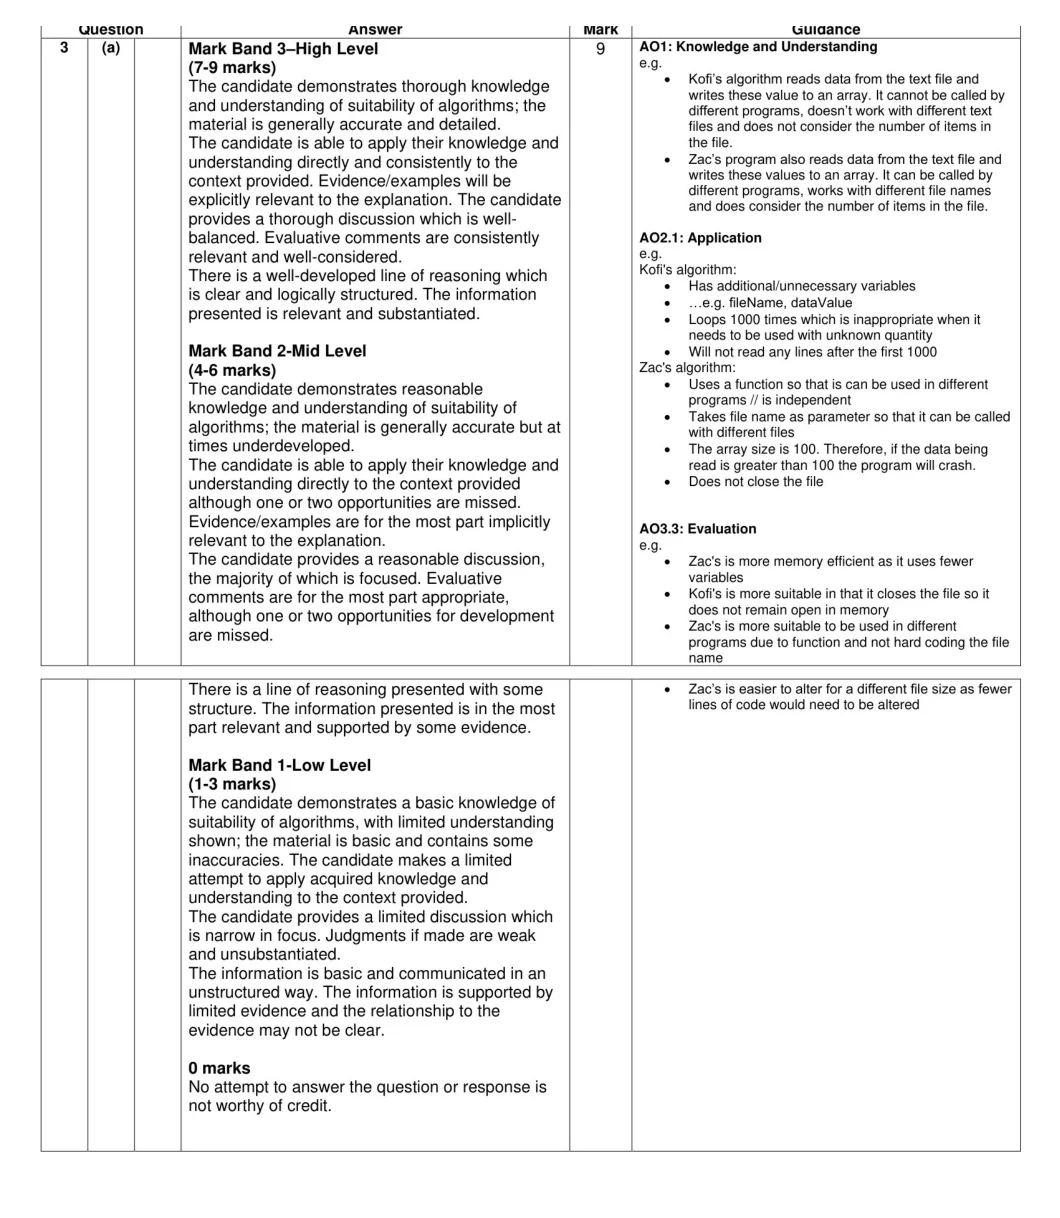 Question Answer Mark Guidance
3 (a) Mark Band 3–High Level
(7-9 marks)
The candidate demonstrates thorough knowledge
and understanding of suitability of algorithms; the
material is generally accurate and detailed.
The candidate is able to apply their knowledge and
understanding directly and consistently to the
context provided. Evidence/examples will be
explicitly relevant to the explanation. The candidate
provides a thorough discussion which is well-
balanced. Evaluative comments are consistently
relevant and well-considered.
There is a well-developed line of reasoning which
is clear and logically structured. The information
presented is relevant and substantiated.
Mark Band 2-Mid Level
(4-6 marks)
The candidate demonstrates reasonable
knowledge and understanding of suitability of
algorithms; the material is generally accurate but at
times underdeveloped.
The candidate is able to apply their knowledge and
understanding directly to the context provided
although one or two opportunities are missed.
Evidence/examples are for the most part implicitly
relevant to the explanation.
The candidate provides a reasonable discussion,
the majority of which is focused. Evaluative
comments are for the most part appropriate,
although one or two opportunities for development
are missed.
9
AO1: Knowledge and Understanding
e.g.
• Kofi’s algorithm reads data from the text file and
writes these value to an array. It cannot be called by
different programs, doesn’t work with different text
files and does not consider the number of items in
the file.
• Zac’s program also reads data from the text file and
writes these values to an array. It can be called by
different programs, works with different file names
and does consider the number of items in the file.
AO2.1: Application
e.g.
Kofi's algorithm:
• Has additional/unnecessary variables
• …e.g. fileName, dataValue
• Loops 1000 times which is inappropriate when it
needs to be used with unknown quantity
• Will not read any lines after the first 1000
Zac's algorithm:
• Uses a function so that is can be used in different
programs // is independent
• Takes file name as parameter so that it can be called
with different files
• The array size is 100. Therefore, if the data being
read is greater than 100 the program will crash.
• Does not close the file
AO3.3: Evaluation
e.g.
• Zac's is more memory efficient as it uses fewer
variables
• Kofi's is more suitable in that it closes the file so it
does not remain open in memory
• Zac's is more suitable to be used in different
programs due to function and not hard coding the file
name
There is a line of reasoning presented with some
structure. The information presented is in the most
part relevant and supported by some evidence.
Mark Band 1-Low Level
(1-3 marks)
The candidate demonstrates a basic knowledge of
suitability of algorithms, with limited understanding
shown; the material is basic and contains some
inaccuracies. The candidate makes a limited
attempt to apply acquired knowledge and
understanding to the context provided.
The candidate provides a limited discussion which
is narrow in focus. Judgments if made are weak
and unsubstantiated.
The information is basic and communicated in an
unstructured way. The information is supported by
limited evidence and the relationship to the
evidence may not be clear.
0 marks
No attempt to answer the question or response is
not worthy of credit.
• Zac’s is easier to alter for a different file size as fewer
lines of code would need to be altered